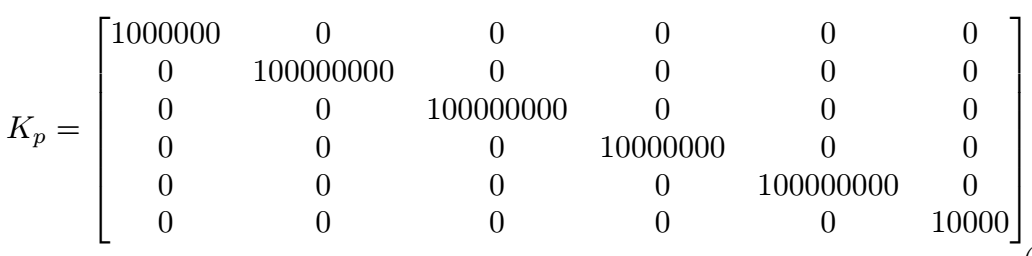 1000000 0 0 0 0 0
0 100000000 0 0 0 0
0 0 100000000 0 0 0
K_p = 0 0 0 10000000 0 0
0 0 0 0 100000000 0
0 0 0 0 0 10000